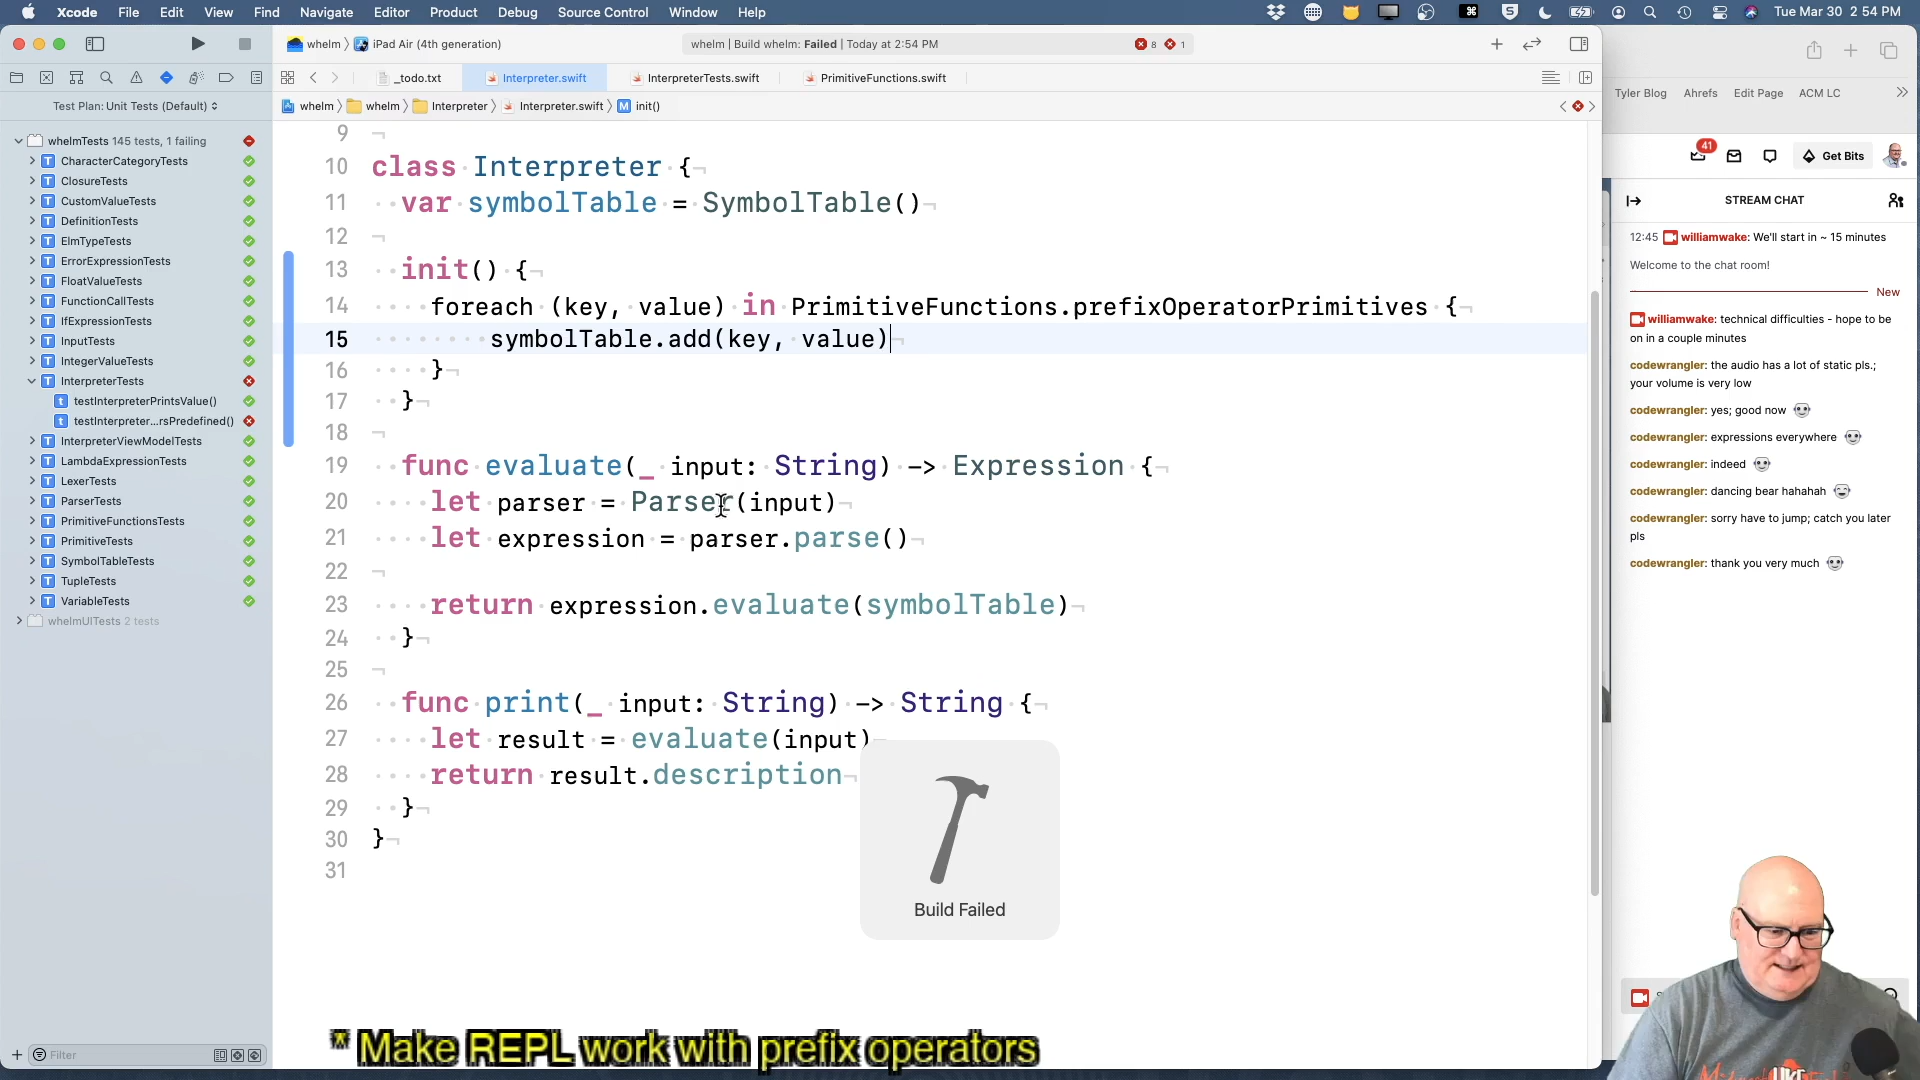 Xcode File Edit View Find Navigate Editor Product Debug Source Control Window Help
Tue Mar 30 2:54 PM
whelm iPad Air (4th generation)
whelm | Build whelm: Failed | Today at 2:54 PM 8 1
_todo.txt Interpreter.swift InterpreterTests.swift PrimitiveFunctions.swift
Test Plan: Unit Tests (Default)
whelm whelm Interpreter Interpreter.swift M init()
whelmTests 145 tests, 1 failing
T CharacterCategoryTests
T ClosureTests
T CustomValueTests
T DefinitionTests
T ElmTypeTests
T ErrorExpressionTests
T FloatValueTests
T FunctionCallTests
T IfExpressionTests
T InputTests
T IntegerValueTests
T InterpreterTests
t testInterpreterPrintsValue()
t testInterpreter...rsPredefined()
T InterpreterViewModelTests
T LambdaExpressionTests
T LexerTests
T ParserTests
T PrimitiveFunctionsTests
T PrimitiveTests
T SymbolTableTests
T TupleTests
T VariableTests
whelmUITests 2 tests
Filter
9
10 class Interpreter {
11 var symbolTable = SymbolTable()
12
13 init() {
14 foreach (key, value) in PrimitiveFunctions.prefixOperatorPrimitives {
15 symbolTable.add(key, value)
16 }
17 }
18
19 func evaluate(_ input: String) -> Expression {
20 let parser = Parser(input)
21 let expression = parser.parse()
22
23 return expression.evaluate(symbolTable)
24 }
25
26 func print(_ input: String) -> String {
27 let result = evaluate(input)
28 return result.description
29 }
30 }
31
Build Failed
* Make REPL work with prefix operators
Tyler Blog Ahrefs Edit Page ACM LC
41
Get Bits
STREAM CHAT
12:45 williamwake: We'll start in ~ 15 minutes
Welcome to the chat room!
New
williamwake: technical difficulties - hope to be
on in a couple minutes
codewrangler: the audio has a lot of static pls.;
your volume is very low
codewrangler: yes; good now
codewrangler: expressions everywhere
codewrangler: indeed
codewrangler: dancing bear hahahah
codewrangler: sorry have to jump; catch you later
pls
codewrangler: thank you very much